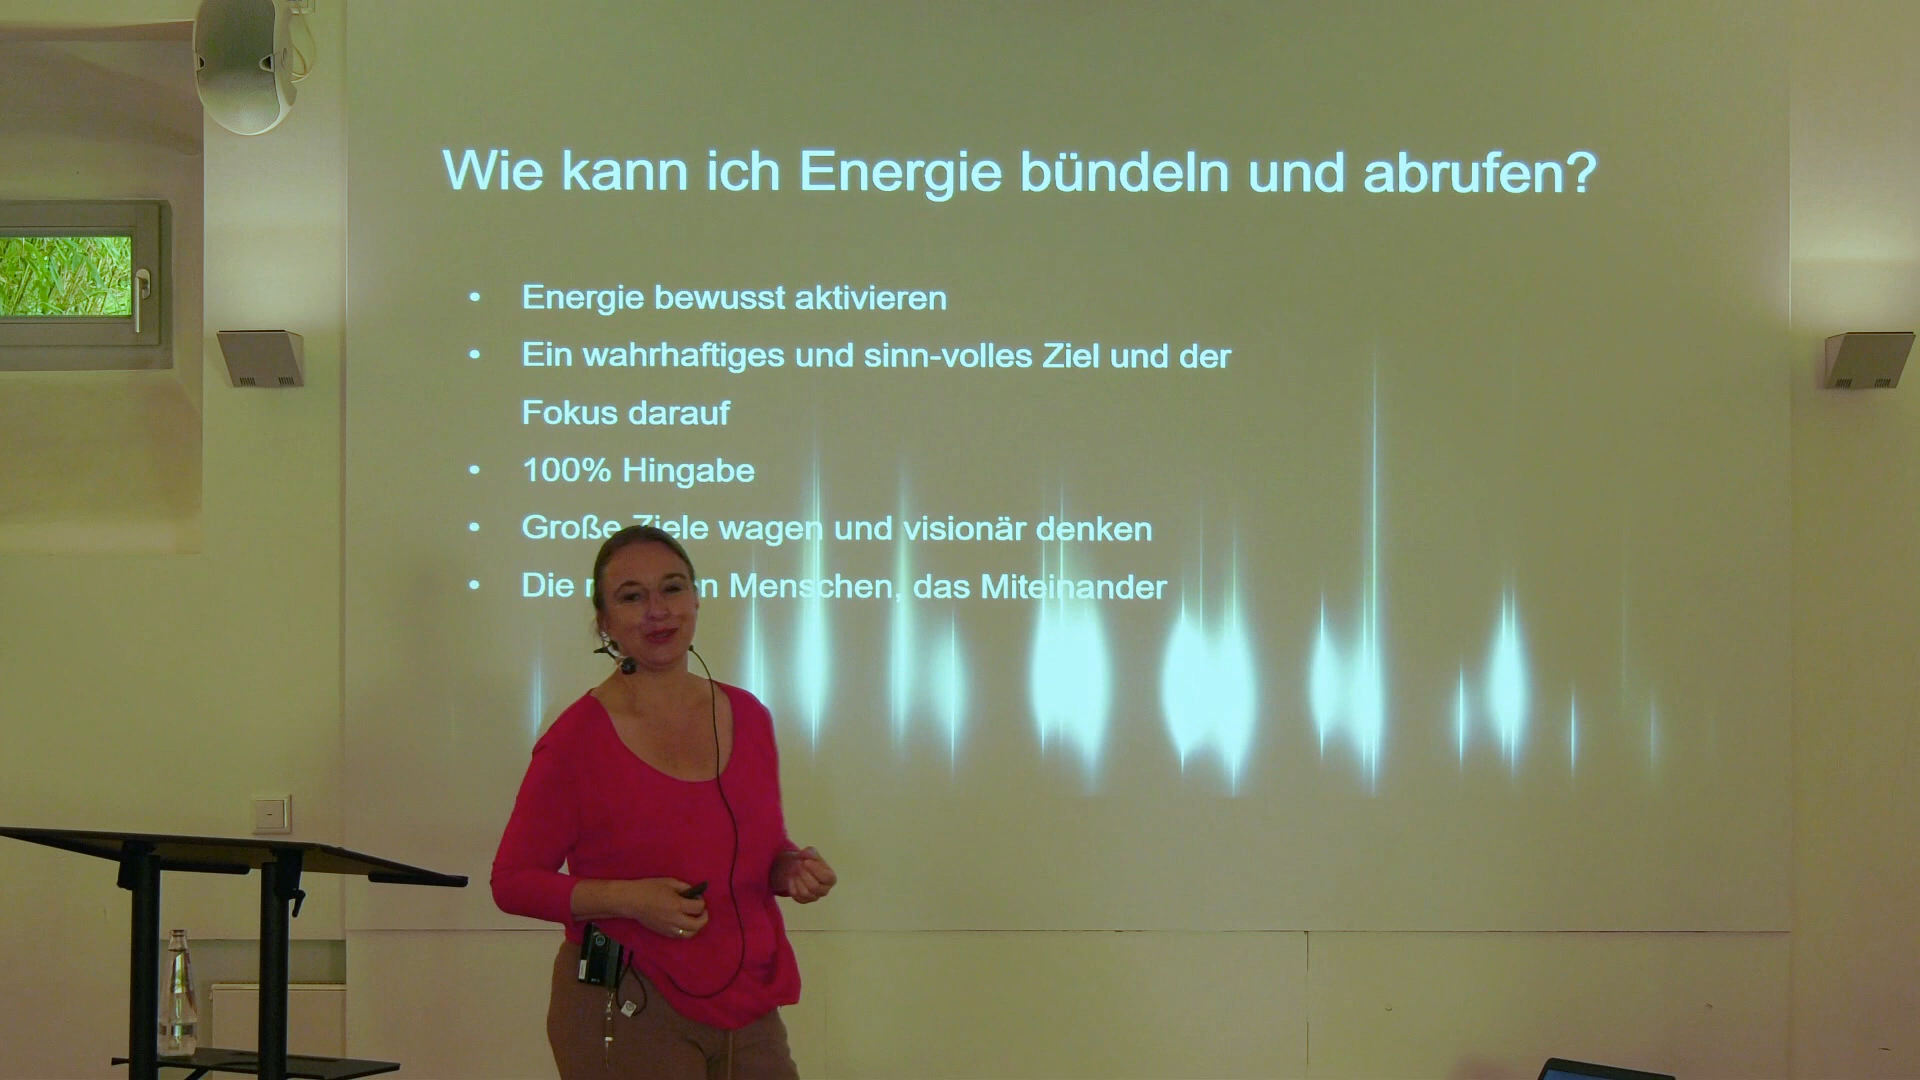 Wie kann ich Energie bündeln und abrufen?
• Energie bewusst aktivieren
• Ein wahrhaftiges und sinn-volles Ziel und der
Fokus darauf
• 100% Hingabe
• Große Ziele wagen und visionär denken
• Die Menschen, das Miteinander